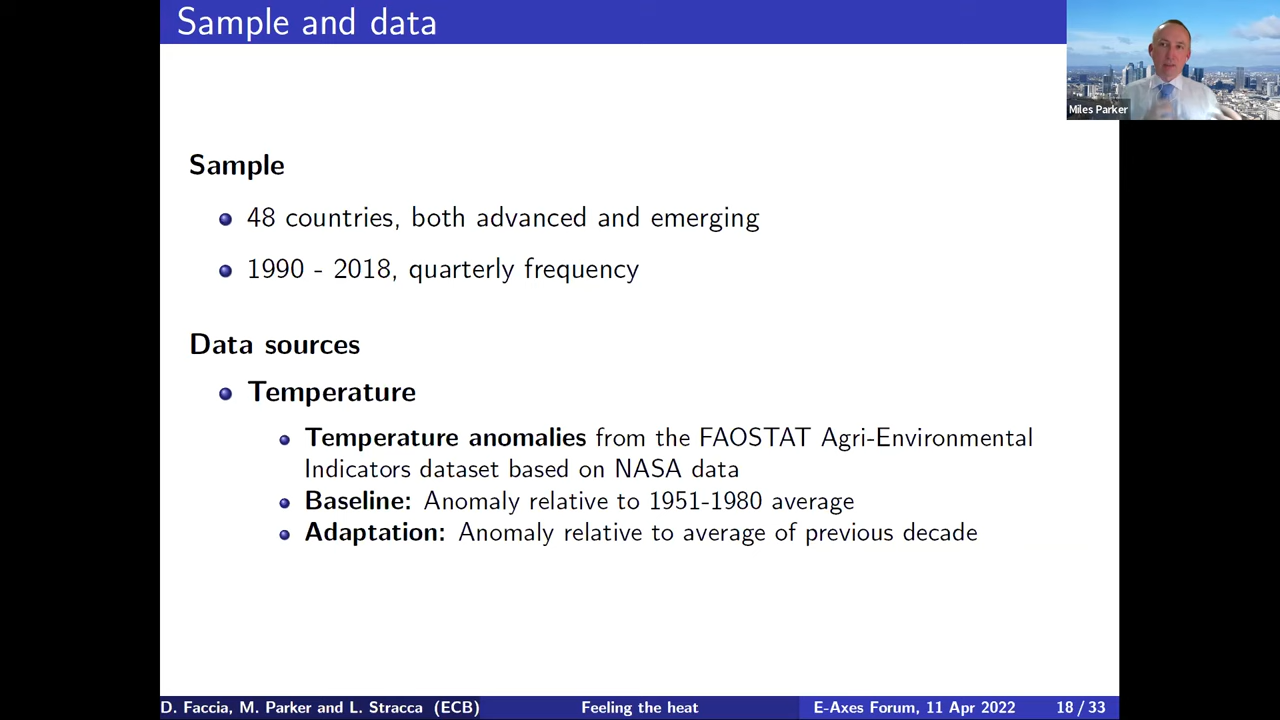 Sample and data
Miles Parker
Sample
48 countries, both advanced and emerging
1990 - 2018, quarterly frequency
Data sources
Temperature
Temperature anomalies from the FAOSTAT Agri-Environmental
Indicators dataset based on NASA data
Baseline: Anomaly relative to 1951-1980 average
Adaptation: Anomaly relative to average of previous decade
D. Faccia, M. Parker and L. Stracca (ECB) Feeling the heat E-Axes Forum, 11 Apr 2022 18 / 33